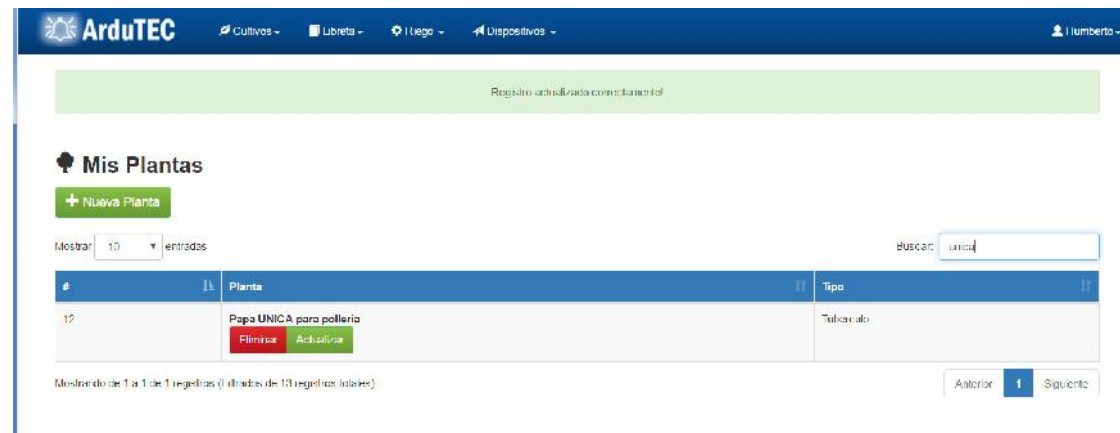 ArduTEC Cultivos Libreta Riego Dispositivos Humberto
Registro actualizado correctamente!
Mis Plantas
+ Nueva Planta
Mostrar 10 entradas Buscar: unica
# Planta Tipo
12 Papa UNICA para polleria Tuberculo
Eliminar Actualizar
Mostrando de 1 a 1 de 1 registros (Filtrados de 13 registros totales) Anterior 1 Siguiente